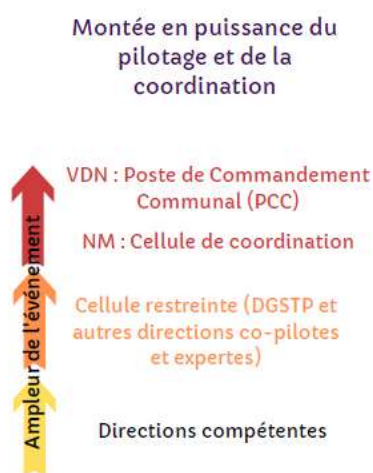 Montée en puissance du
pilotage et de la
coordination
VDN : Poste de Commandement
Communal (PCC)
NM : Cellule de coordination
Cellule restreinte (DGSTP et
autres directions co-pilotes
et expertes)
Directions compétentes
Ampleur de l'événement